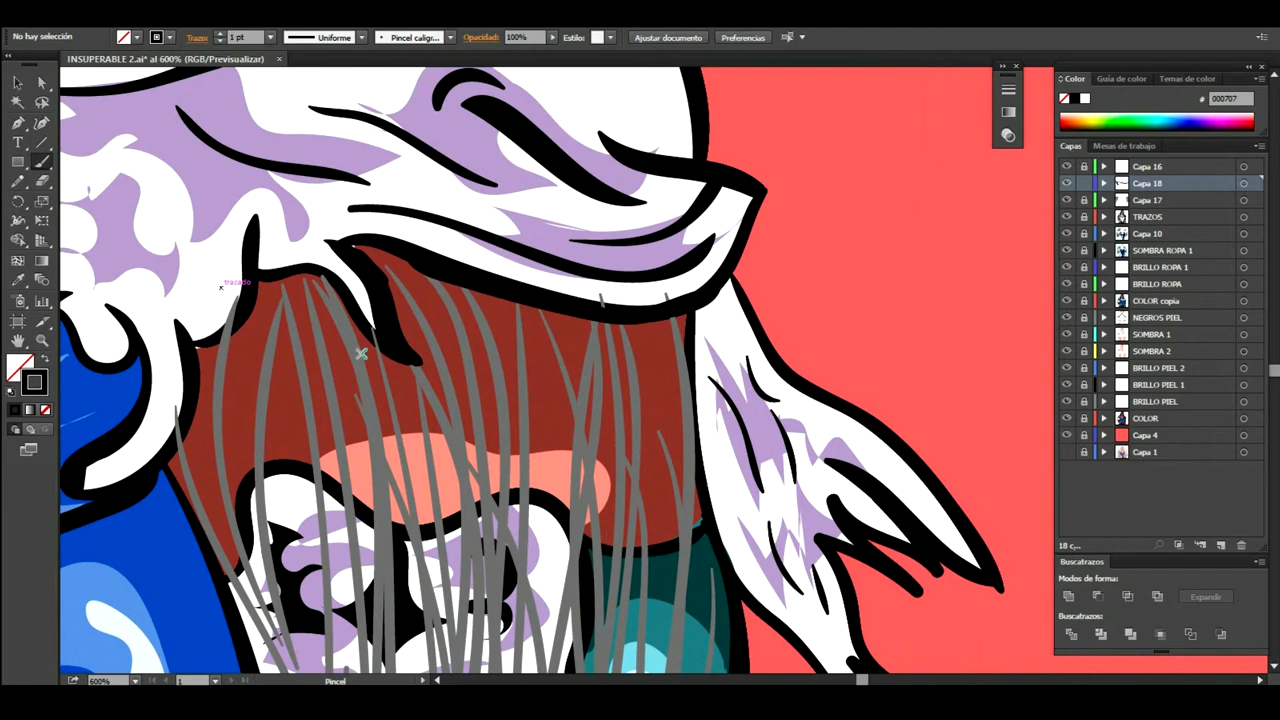 No hay selección
Trazo:
1 pt
Uniforme
Pincel caligr...
Opacidad:
100%
Estilo:
Ajustar documento
Preferencias
INSUPERABLE 2.ai* al 600% (RGB/Previsualizar)
trazado
Color
Guía de color
Temas de color
#
000707
Capas
Mesas de trabajo
Capa 16
Capa 18
Capa 17
TRAZOS
Capa 10
SOMBRA ROPA 1
BRILLO ROPA 1
BRILLO ROPA
COLOR copia
NEGROS PIEL
SOMBRA 1
SOMBRA 2
BRILLO PIEL 2
BRILLO PIEL 1
BRILLO PIEL
COLOR
Capa 4
Capa 1
18 c...
Buscatrazos
Modos de forma:
Expandir
Buscatrazos:
600%
1
Pincel